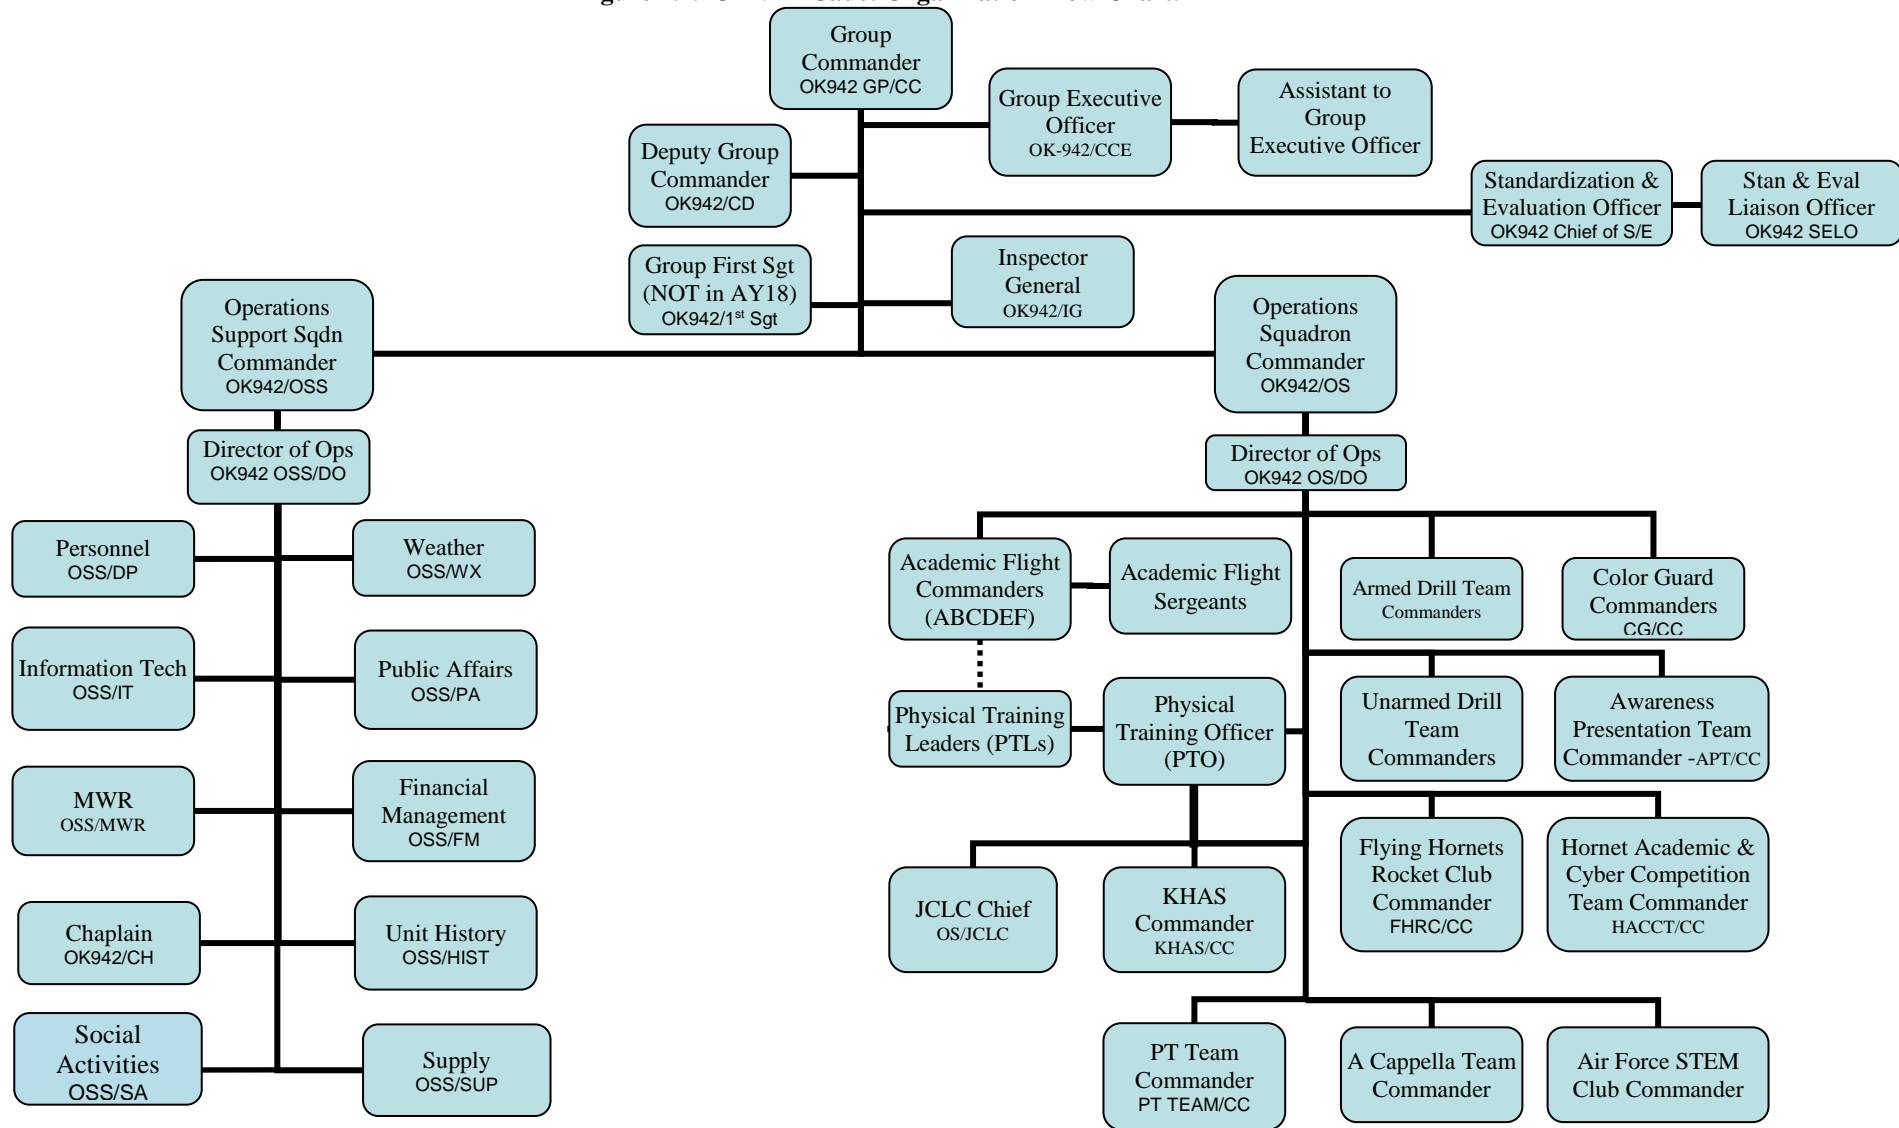 Group
Commander
OK942 GP/CC
Group Executive
Officer
OK-942/CCE
Assistant to
Group
Executive Officer
Deputy Group
Commander
OK942/CD
Standardization &
Evaluation Officer
OK942 Chief of S/E
Stan & Eval
Liaison Officer
OK942 SELO
Group First Sgt
(NOT in AY18)
OK942/1st Sgt
Inspector
General
OK942/IG
Operations
Support Sqdn
Commander
OK942/OSS
Operations
Squadron
Commander
OK942/OS
Director of Ops
OK942 OSS/DO
Director of Ops
OK942 OS/DO
Personnel
OSS/DP
Weather
OSS/WX
Information Tech
OSS/IT
Public Affairs
OSS/PA
MWR
OSS/MWR
Financial
Management
OSS/FM
Chaplain
OK942/CH
Unit History
OSS/HIST
Social
Activities
OSS/SA
Supply
OSS/SUP
Academic Flight
Commanders
(ABCDEF)
Academic Flight
Sergeants
Armed Drill Team
Commanders
Color Guard
Commanders
CG/CC
Physical Training
Leaders (PTLs)
Physical
Training Officer
(PTO)
Unarmed Drill
Team
Commanders
Awareness
Presentation Team
Commander -APT/CC
JCLC Chief
OS/JCLC
KHAS
Commander
KHAS/CC
Flying Hornets
Rocket Club
Commander
FHRC/CC
Hornet Academic &
Cyber Competition
Team Commander
HACCT/CC
PT Team
Commander
PT TEAM/CC
A Cappella Team
Commander
Air Force STEM
Club Commander